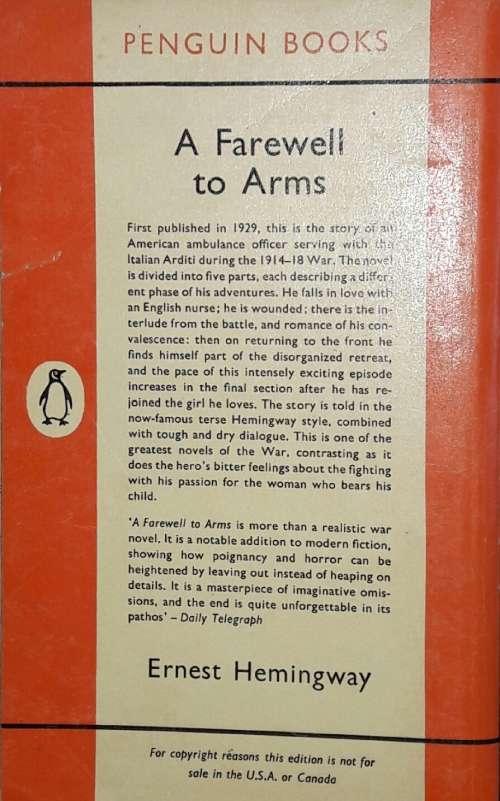 PENGUIN BOOKS
A Farewell
to Arms
First published in 1929, this is the story of an
American ambulance officer serving with the
Italian Arditi during the 1914–18 War. The novel
is divided into five parts, each describing a differ-
ent phase of his adventures. He falls in love with
an English nurse; he is wounded; there is the in-
terlude from the battle, and romance of his con-
valescence: then on returning to the front he
finds himself part of the disorganized retreat,
and the pace of this intensely exciting episode
increases in the final section after he has re-
joined the girl he loves. The story is told in the
now-famous terse Hemingway style, combined
with tough and dry dialogue. This is one of the
greatest novels of the War, contrasting as it
does the hero's bitter feelings about the fighting
with his passion for the woman who bears his
child.
'A Farewell to Arms is more than a realistic war
novel. It is a notable addition to modern fiction,
showing how poignancy and horror can be
heightened by leaving out instead of heaping on
details. It is a masterpiece of imaginative omis-
sions, and the end is quite unforgettable in its
pathos' – Daily Telegraph
Ernest Hemingway
For copyright reasons this edition is not for
sale in the U.S.A. or Canada